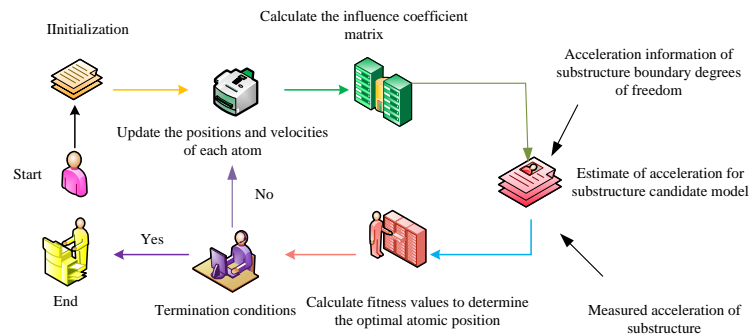 IInitialization
Calculate the influence coefficient
matrix
Acceleration information of
substructure boundary degrees
of freedom
Update the positions and velocities
of each atom
Start
No
Estimate of acceleration for
substructure candidate model
Yes
End
Termination conditions
Calculate fitness values to determine
the optimal atomic position
Measured acceleration of
substructure